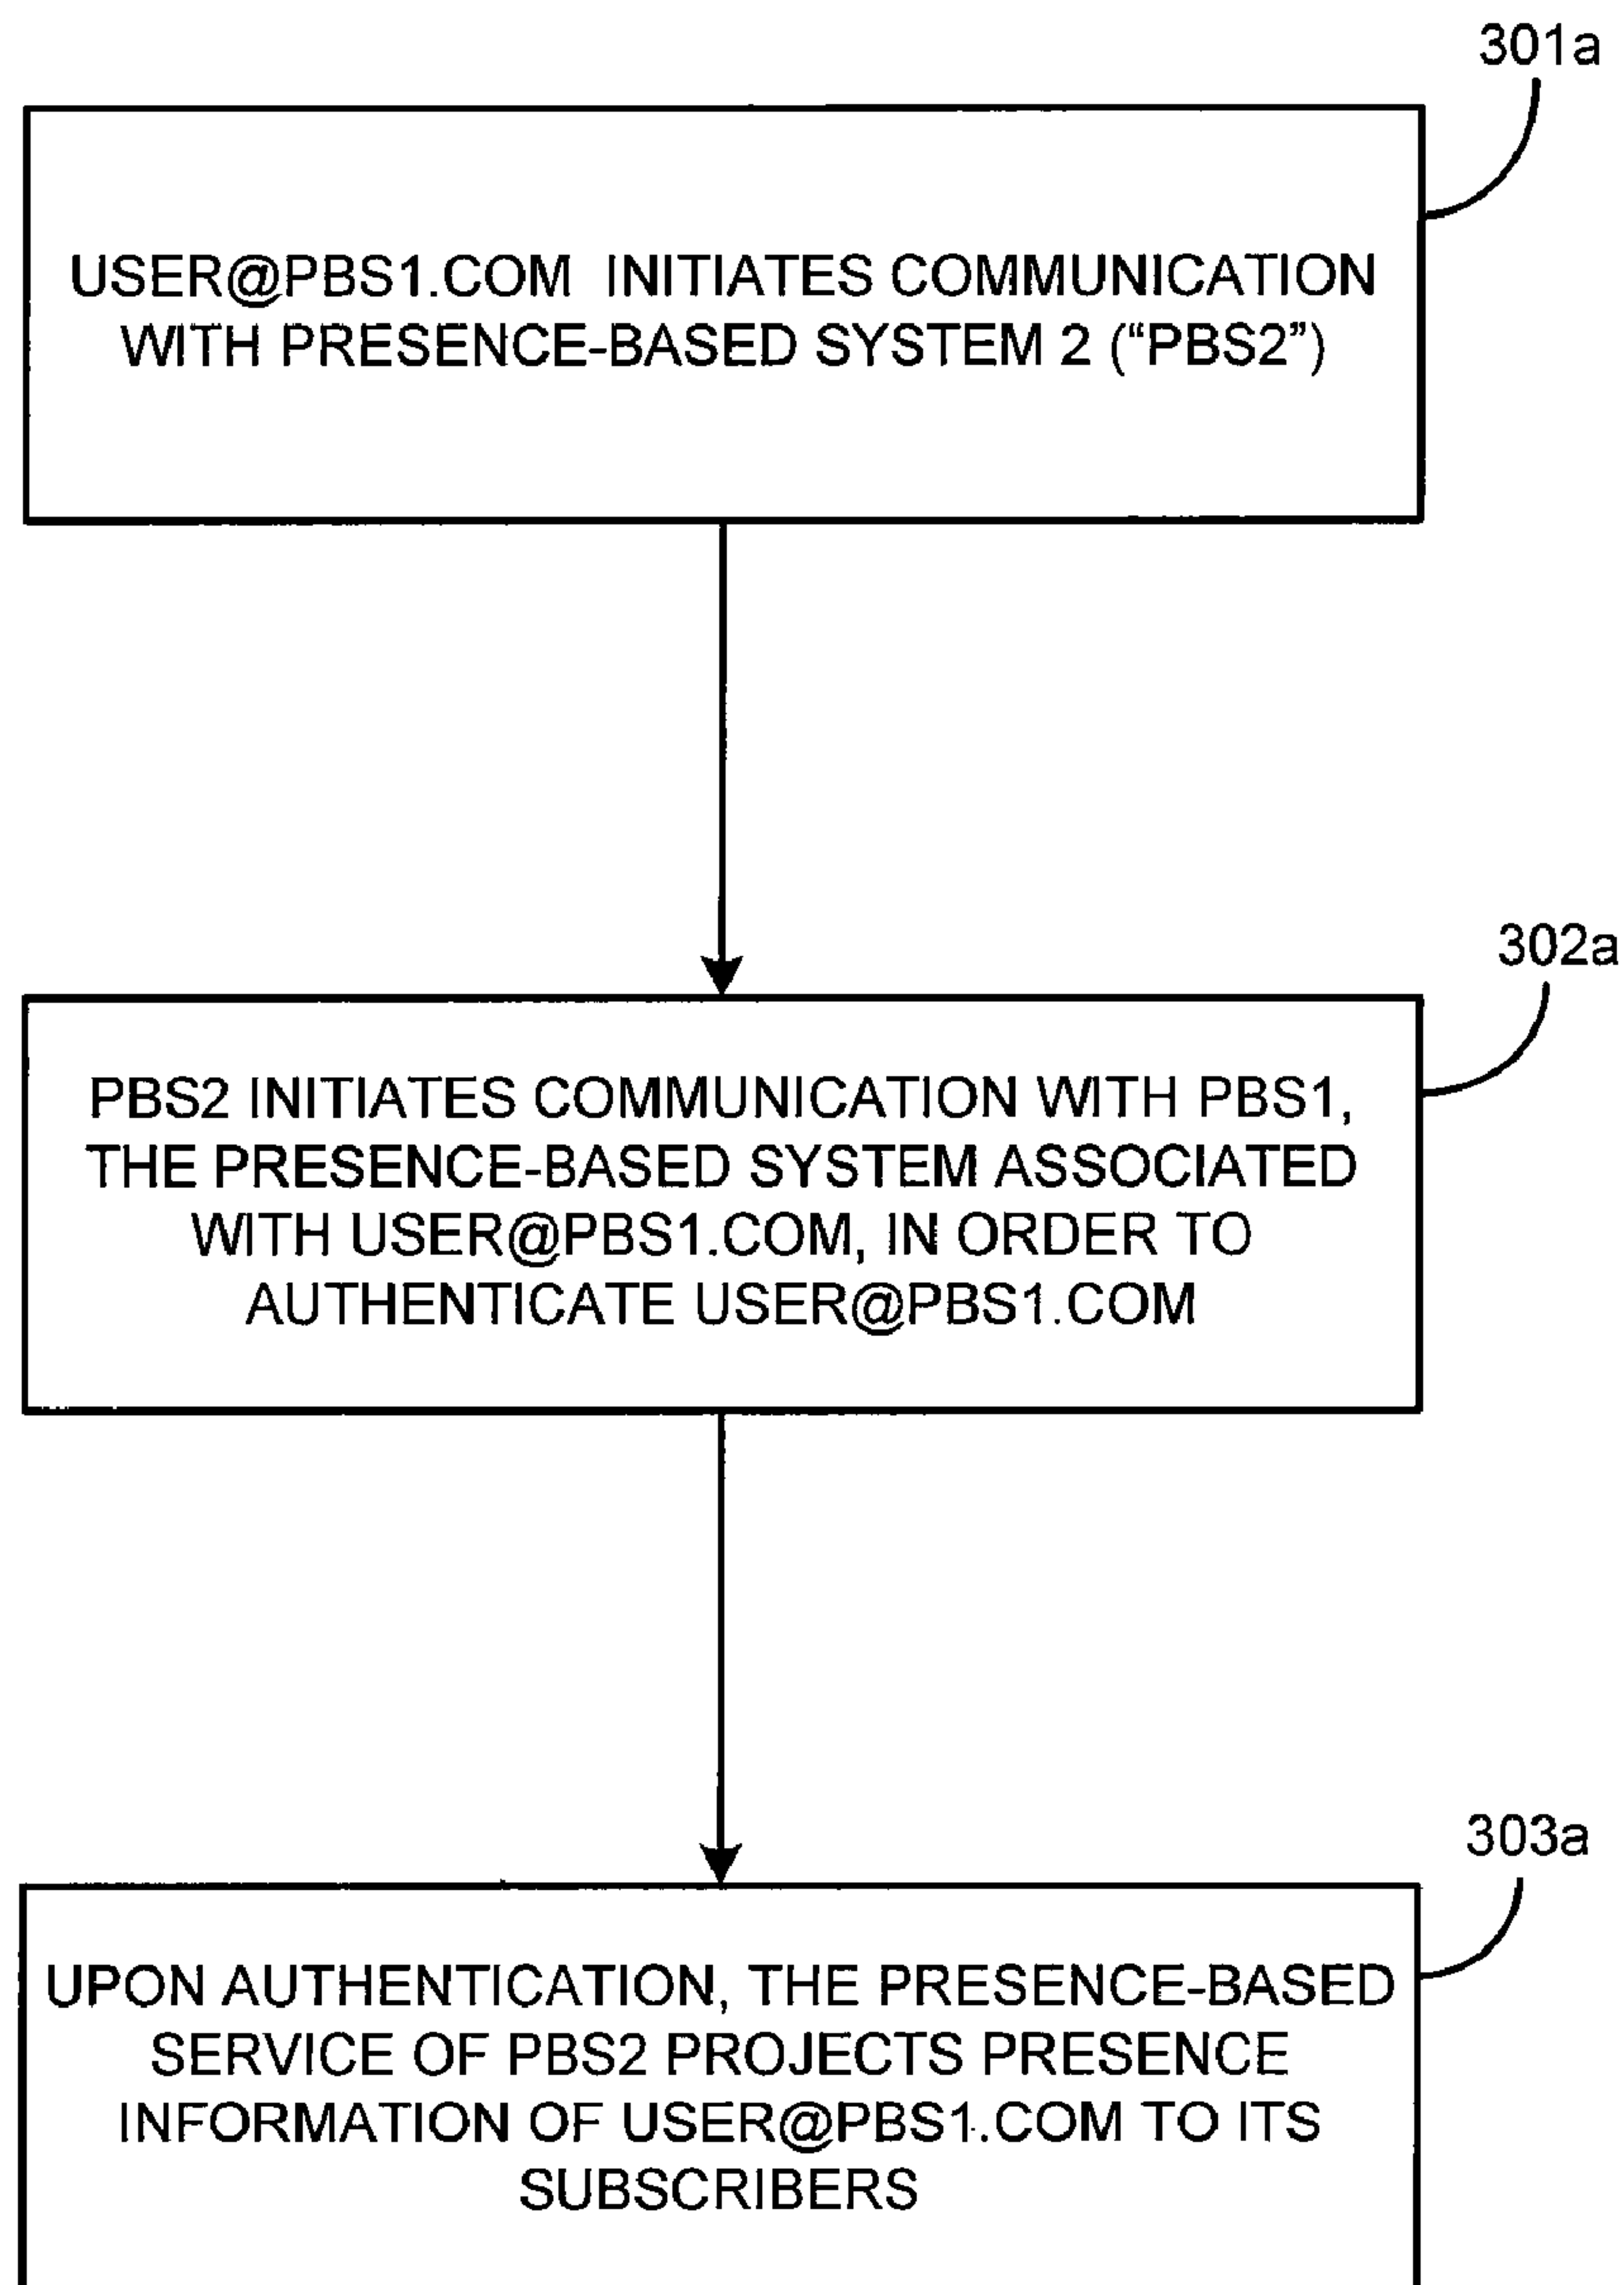 301a
USER@PBS1.COM INITIATES COMMUNICATION
WITH PRESENCE-BASED SYSTEM 2 (“PBS2”)
302a
PBS2 INITIATES COMMUNICATION WITH PBS1,
THE PRESENCE-BASED SYSTEM ASSOCIATED
WITH USER@PBS1.COM, IN ORDER TO
AUTHENTICATE USER@PBS1.COM
303a
UPON AUTHENTICATION, THE PRESENCE-BASED
SERVICE OF PBS2 PROJECTS PRESENCE
INFORMATION OF USER@PBS1.COM TO ITS
SUBSCRIBERS